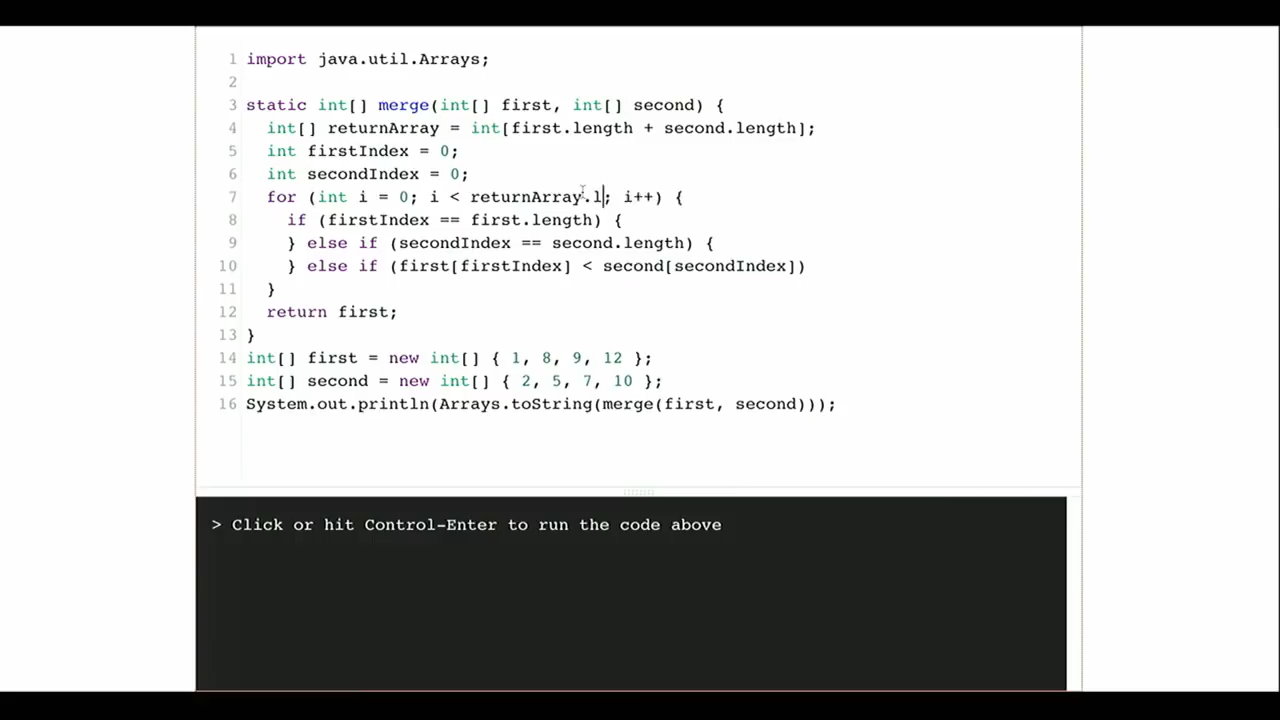 1 import java.util.Arrays;
2
3 static int[] merge(int[] first, int[] second) {
4 int[] returnArray = int[first.length + second.length];
5 int firstIndex = 0;
6 int secondIndex = 0;
7 for (int i = 0; i < returnArray.l; i++) {
8 if (firstIndex == first.length) {
9 } else if (secondIndex == second.length) {
10 } else if (first[firstIndex] < second[secondIndex])
11 }
12 return first;
13 }
14 int[] first = new int[] { 1, 8, 9, 12 };
15 int[] second = new int[] { 2, 5, 7, 10 };
16 System.out.println(Arrays.toString(merge(first, second)));
> Click or hit Control-Enter to run the code above